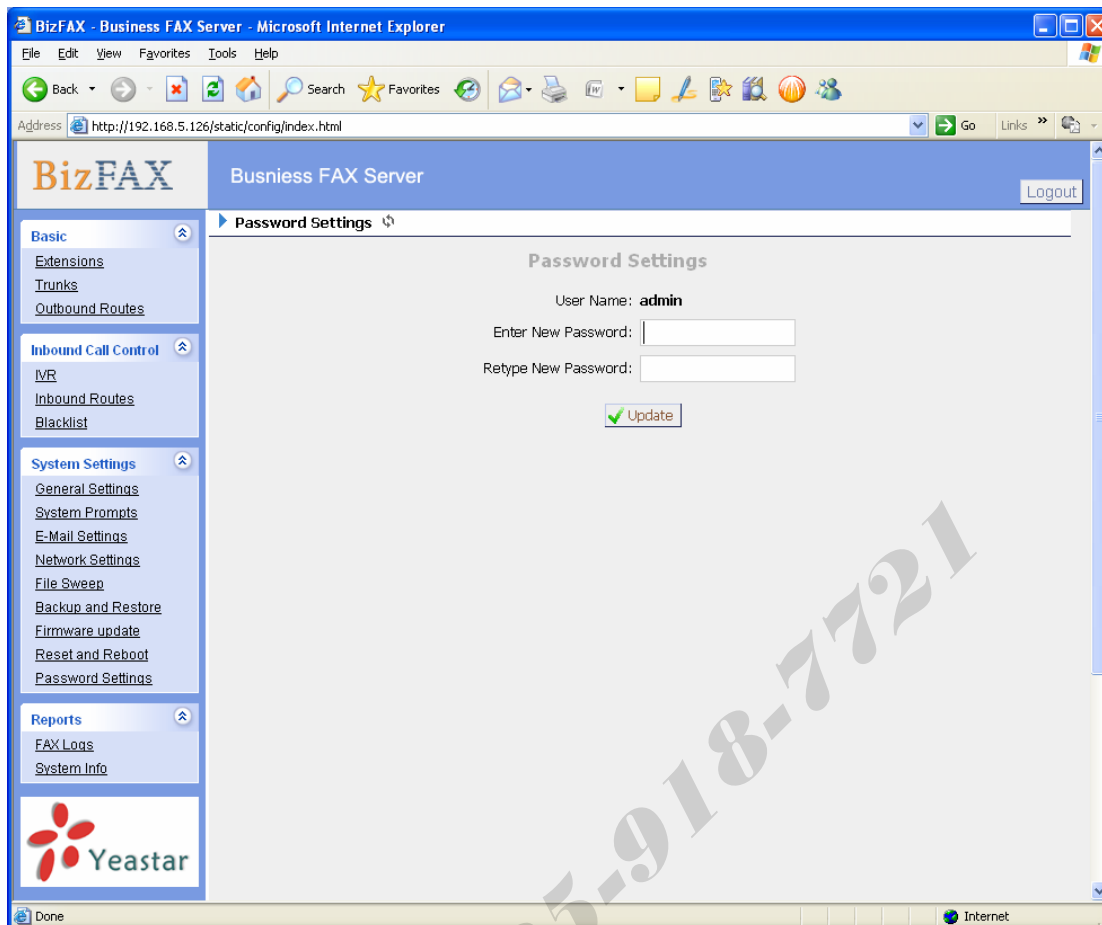 BizFAX - Business FAX Server - Microsoft Internet Explorer
File Edit View Favorites Tools Help
Back Search Favorites
Address http://192.168.5.126/static/config/index.html Go Links »
BizFAX
Busniess FAX Server
Logout
Password Settings
Basic
Extensions
Trunks
Outbound Routes
Inbound Call Control
IVR
Inbound Routes
Blacklist
System Settings
General Settings
System Prompts
E-Mail Settings
Network Settings
File Sweep
Backup and Restore
Firmware update
Reset and Reboot
Password Settings
Reports
FAX Logs
System Info
Yeastar
Password Settings
User Name: admin
Enter New Password:
Retype New Password:
Update
5-918-7721
Done Internet